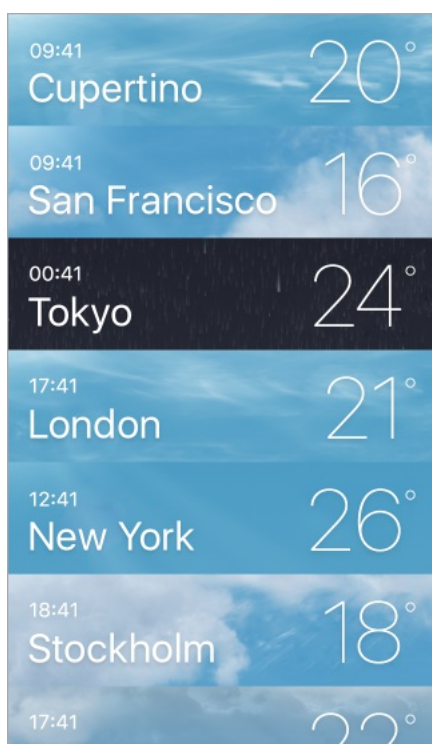 09:41
Cupertino 20°
09:41
San Francisco 16°
00:41
Tokyo 24°
17:41
London 21°
12:41
New York 26°
18:41
Stockholm 18°
17:41